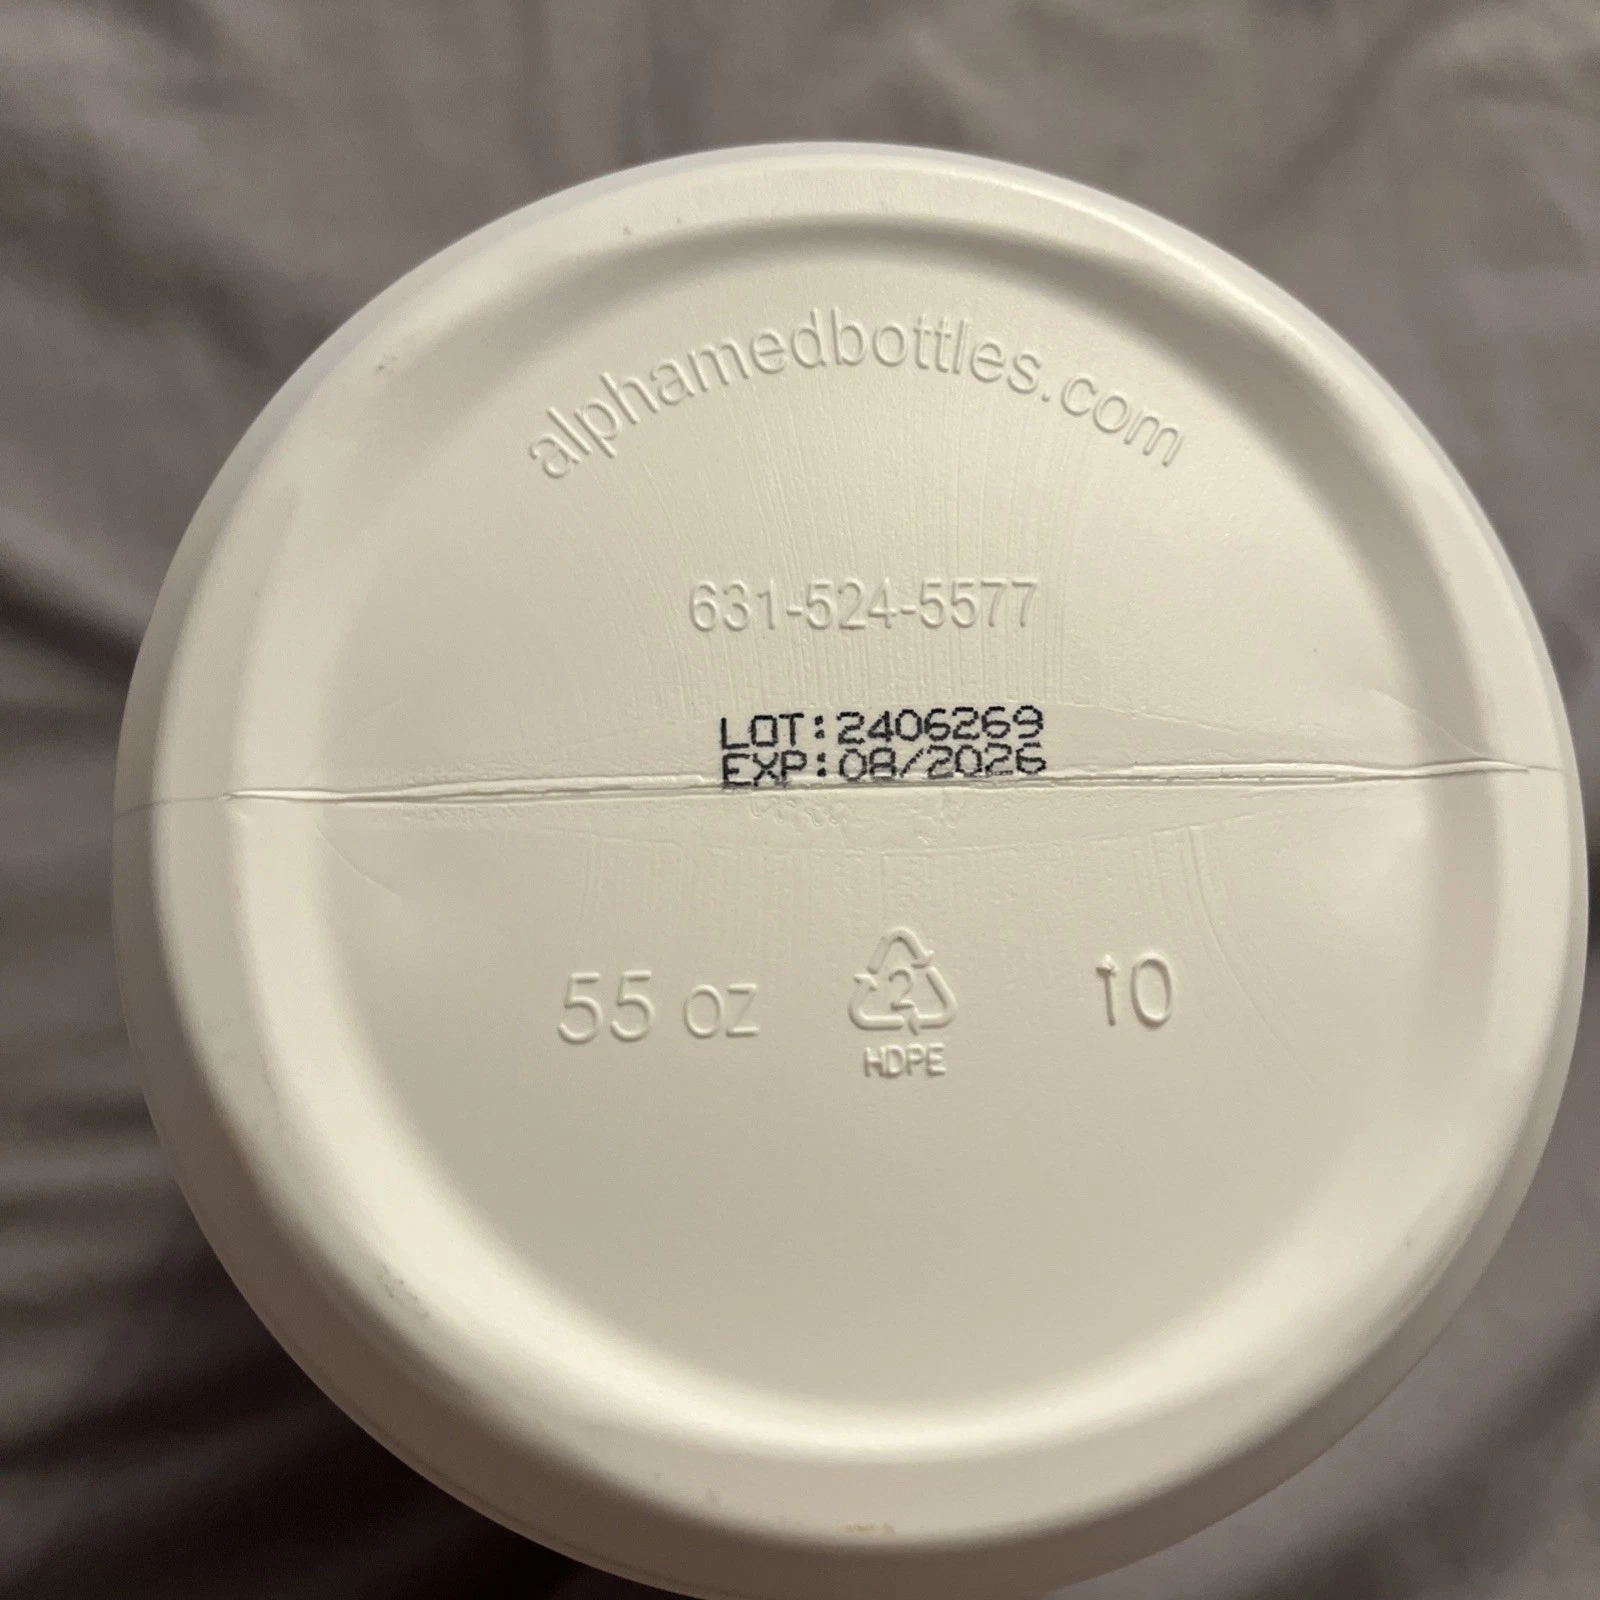 alphamedbottles.com
631-524-5577
LOT:2406269
EXP:08/2026
55 oz 2 10
HDPE